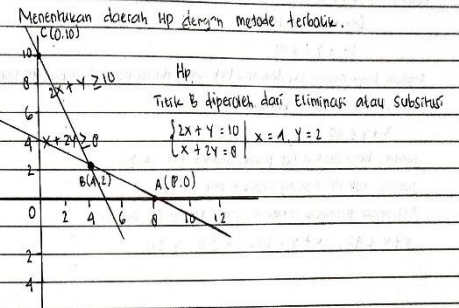 Menentukan daerah Hp dengan metode terbalik.
C(0,10)
10
8
2x + y ≥ 10
Hp
Titik B diperoleh dari Eliminasi atau Subsitusi
6
{2x + y = 10 | x = 4, y = 2
4
x + 2y ≥ 8
{x + 2y = 8
2
B(4,2)
A(8,0)
0 2 4 6 8 10 12
2
4